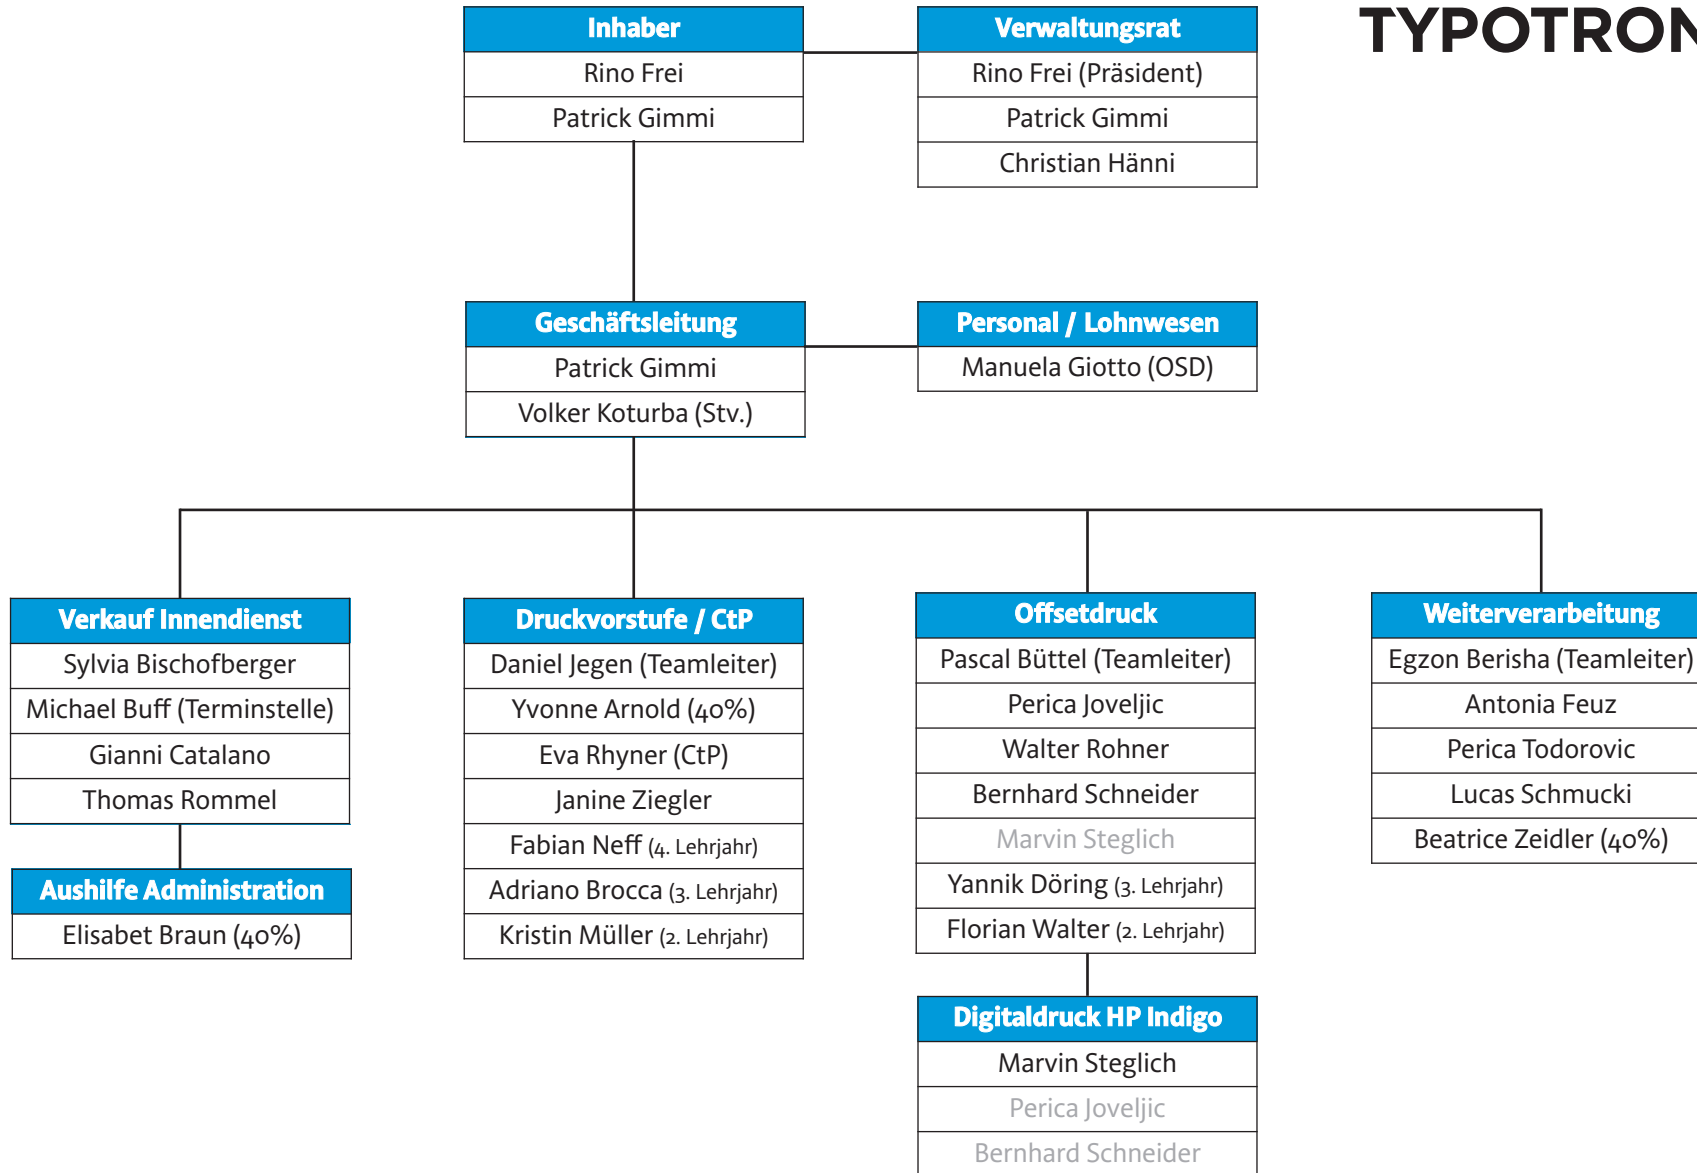 TYPOTRON
Inhaber
Rino Frei
Patrick Gimmi
Verwaltungsrat
Rino Frei (Präsident)
Patrick Gimmi
Christian Hänni
Geschäftsleitung
Patrick Gimmi
Volker Koturba (Stv.)
Personal / Lohnwesen
Manuela Giotto (OSD)
Verkauf Innendienst
Sylvia Bischofberger
Michael Buff (Terminstelle)
Gianni Catalano
Thomas Rommel
Aushilfe Administration
Elisabet Braun (40%)
Druckvorstufe / CtP
Daniel Jegen (Teamleiter)
Yvonne Arnold (40%)
Eva Rhyner (CtP)
Janine Ziegler
Fabian Neff (4. Lehrjahr)
Adriano Brocca (3. Lehrjahr)
Kristin Müller (2. Lehrjahr)
Offsetdruck
Pascal Büttel (Teamleiter)
Perica Joveljic
Walter Rohner
Bernhard Schneider
Marvin Steglich
Yannik Döring (3. Lehrjahr)
Florian Walter (2. Lehrjahr)
Digitaldruck HP Indigo
Marvin Steglich
Perica Joveljic
Bernhard Schneider
Weiterverarbeitung
Egzon Berisha (Teamleiter)
Antonia Feuz
Perica Todorovic
Lucas Schmucki
Beatrice Zeidler (40%)